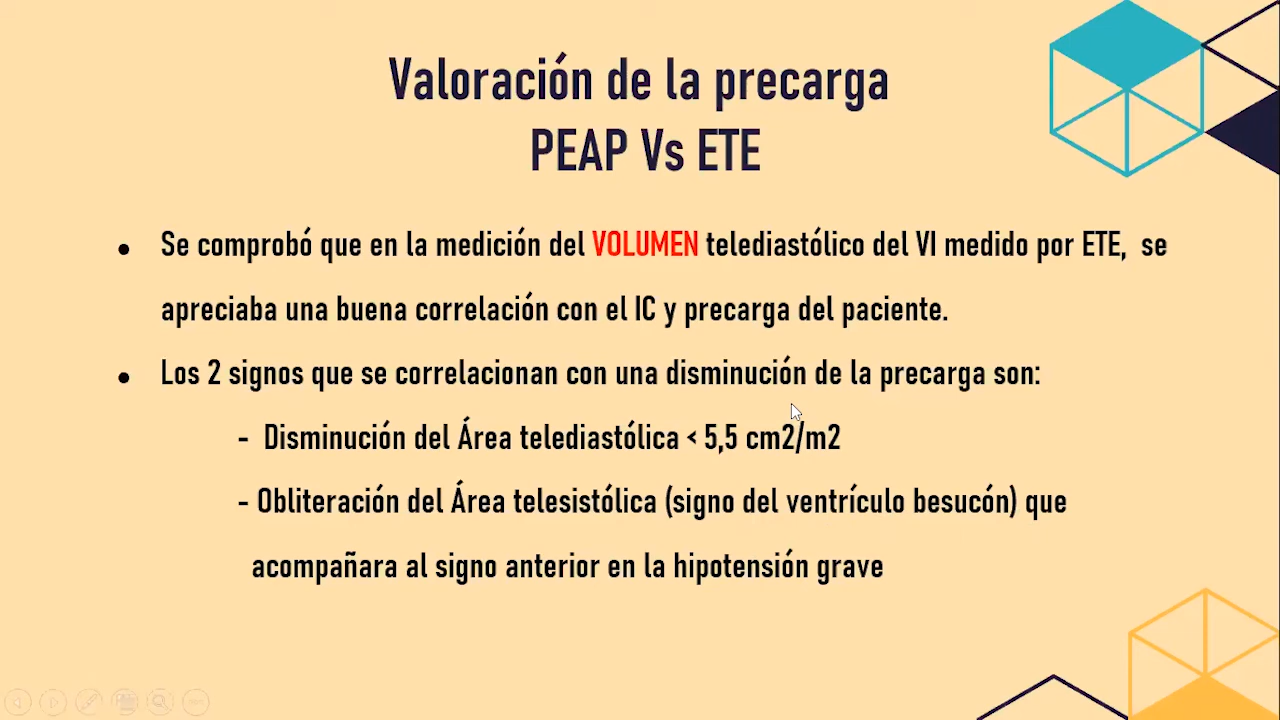 Valoración de la precarga
PEAP Vs ETE
• Se comprobó que en la medición del VOLUMEN telediastólico del VI medido por ETE, se
apreciaba una buena correlación con el IC y precarga del paciente.
• Los 2 signos que se correlacionan con una disminución de la precarga son:
- Disminución del Área telediastólica < 5,5 cm2/m2
- Obliteración del Área telesistólica (signo del ventrículo besucón) que
acompañara al signo anterior en la hipotensión grave